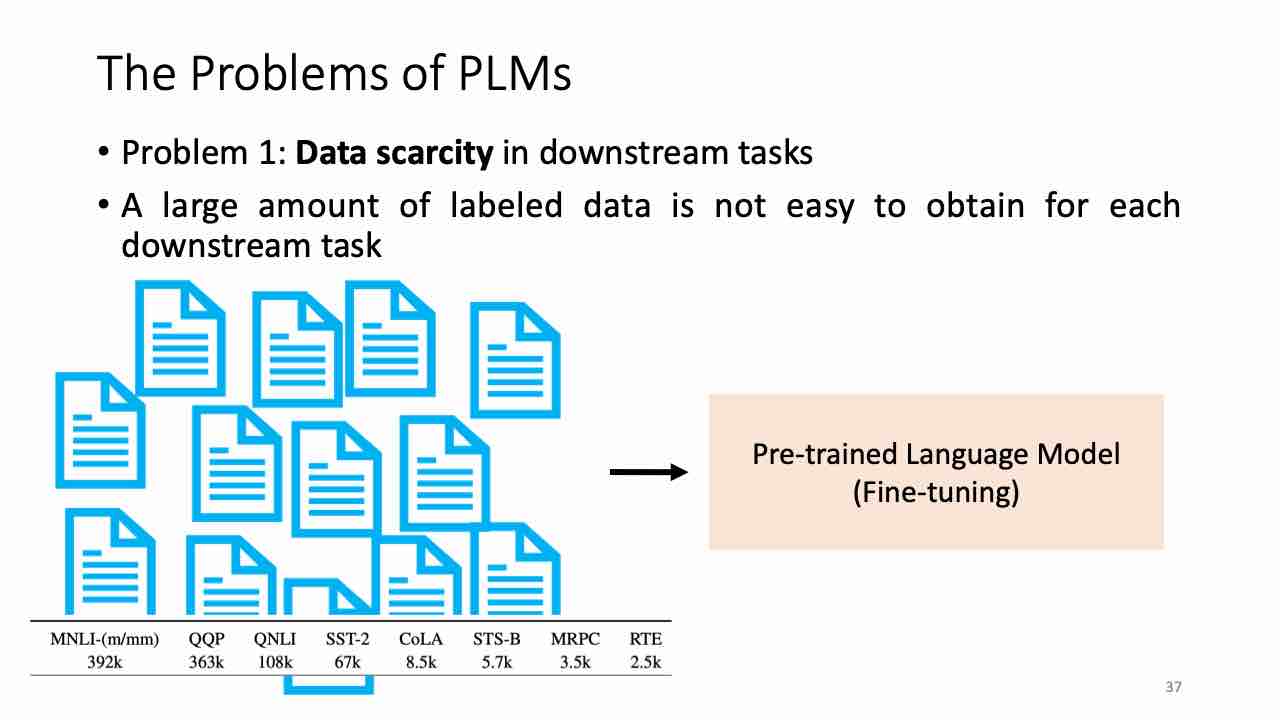 The Problems of PLMs
• Problem 1: Data scarcity in downstream tasks
• A large amount of labeled data is not easy to obtain for each
downstream task
Pre-trained Language Model
(Fine-tuning)
MNLI-(m/mm) QQP QNLI SST-2 CoLA STS-B MRPC RTE
392k 363k 108k 67k 8.5k 5.7k 3.5k 2.5k
37